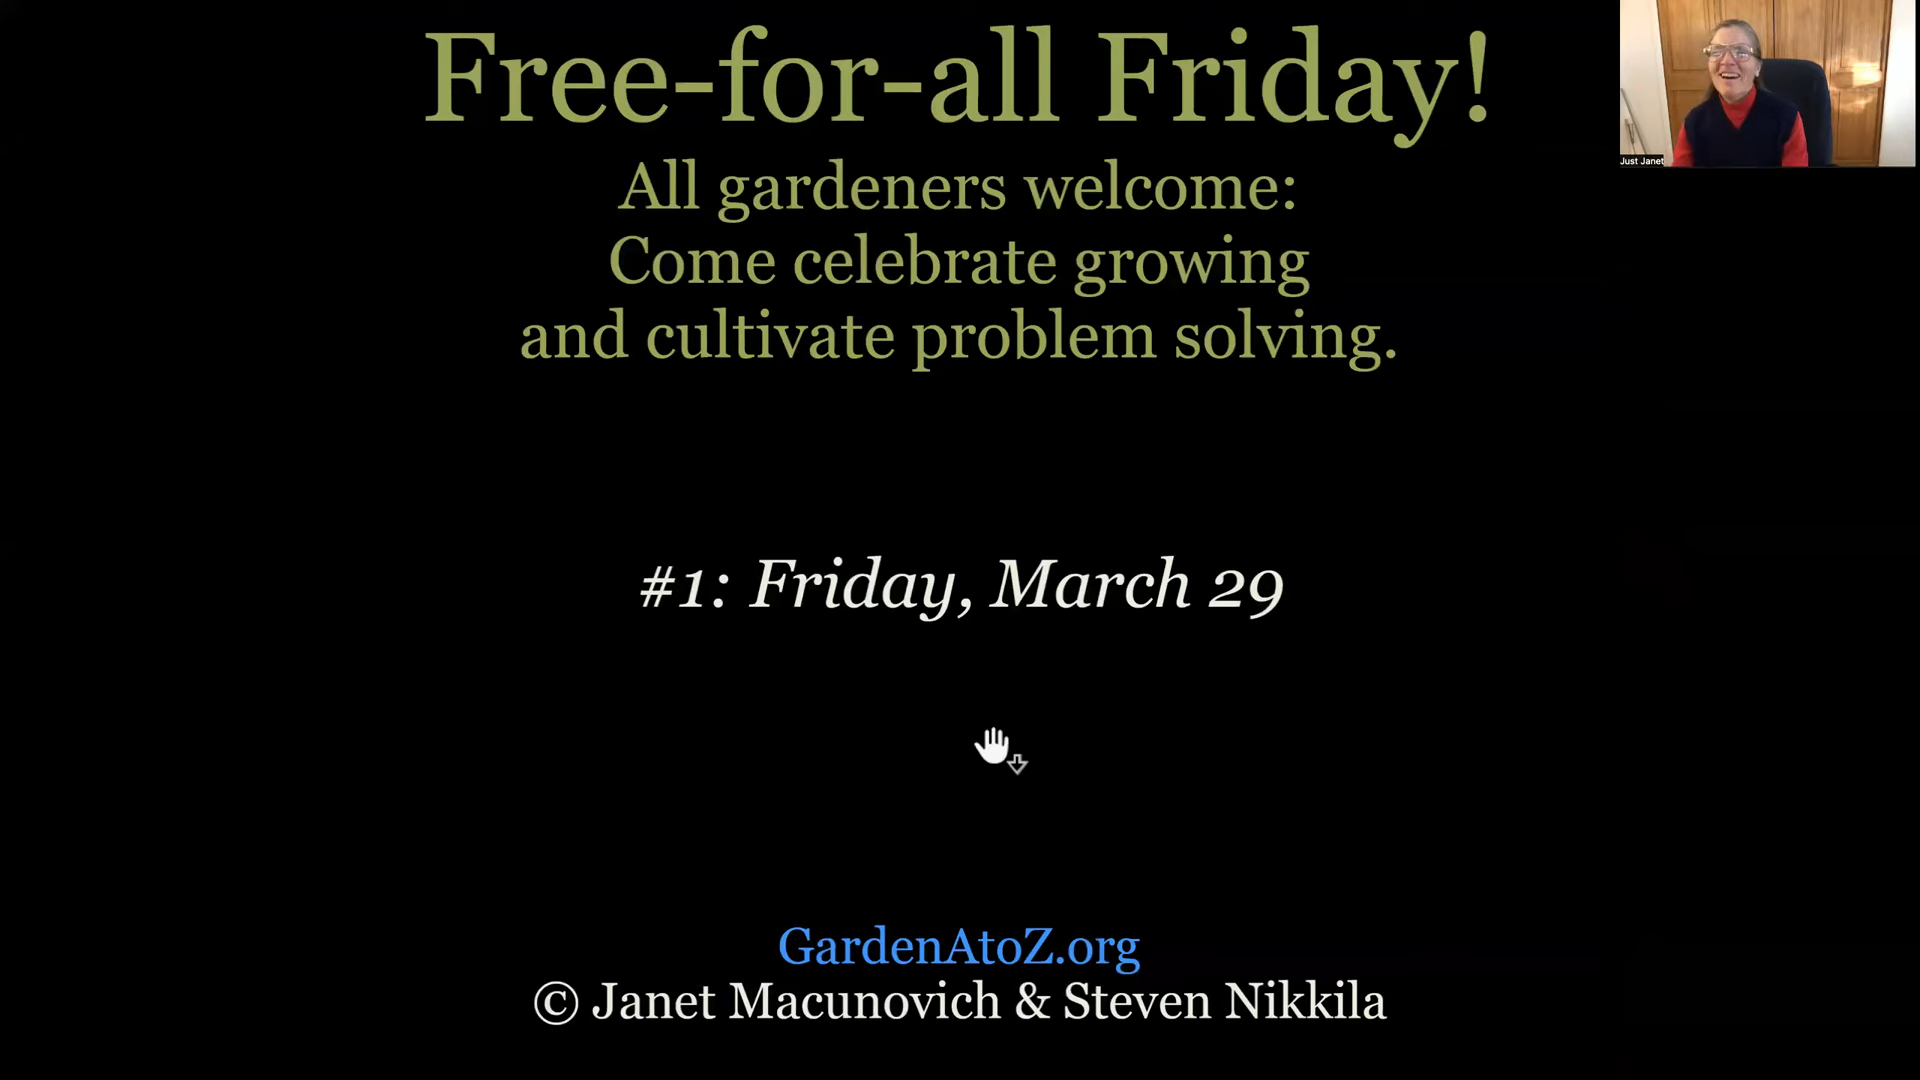 Free-for-all Friday!
All gardeners welcome:
Come celebrate growing
and cultivate problem solving.
Just Janet
#1: Friday, March 29
GardenAtoZ.org
© Janet Macunovich & Steven Nikkila